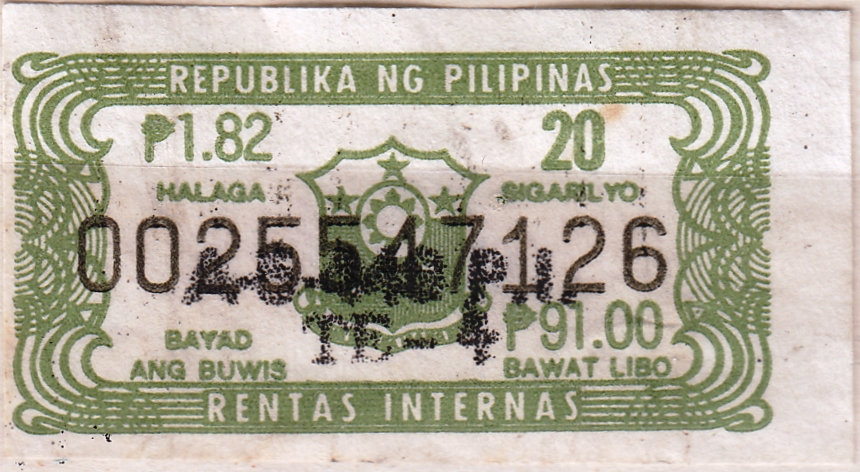 REPUBLIKA NG PILIPINAS
₱1.82 20
HALAGA SIGARILYO
0025547126
BAYAD ₱91.00
ANG BUWIS BAWAT LIBO
RENTAS INTERNAS